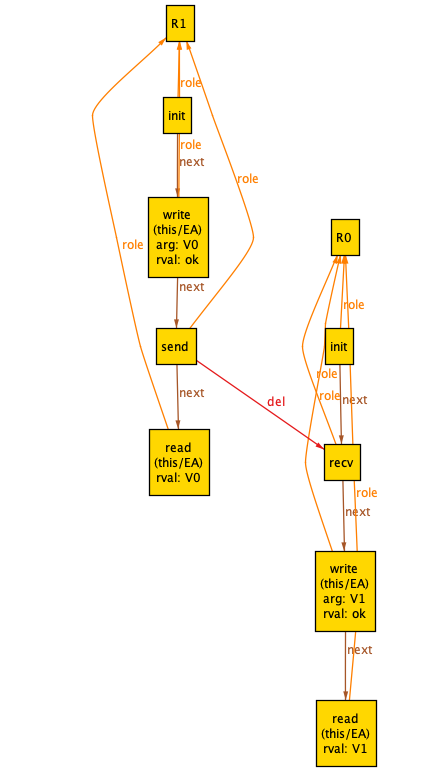 R1
role
init
role
next
write
(this/EA)
arg: V0
rval: ok
role
role
next
send
next
del
read
(this/EA)
rval: V0
R0
role
init
role
role
next
recv
role
next
write
(this/EA)
arg: V1
rval: ok
next
read
(this/EA)
rval: V1